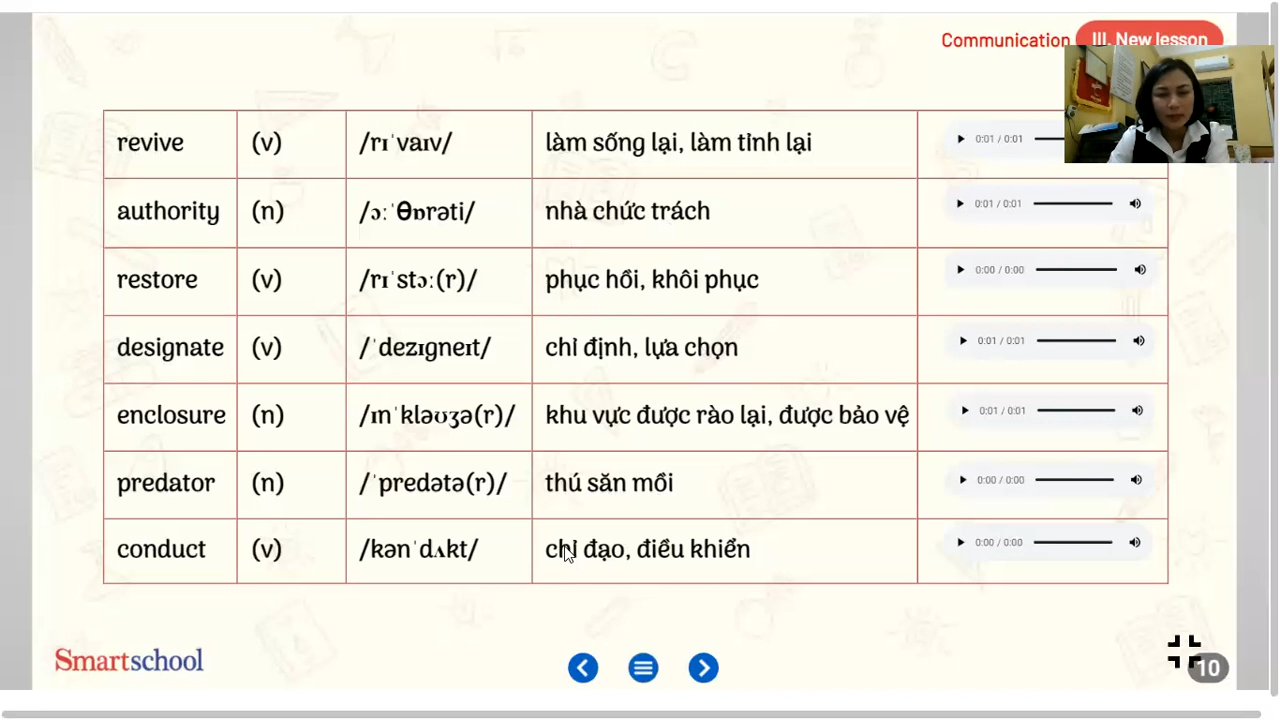 Communication III. New lesson
revive (v) /rɪˈvaɪv/ làm sống lại, làm tỉnh lại 0:01 / 0:01
authority (n) /ɔːˈθɒrəti/ nhà chức trách 0:01 / 0:01
restore (v) /rɪˈstɔː(r)/ phục hồi, khôi phục 0:00 / 0:00
designate (v) /ˈdezɪgneɪt/ chỉ định, lựa chọn 0:01 / 0:01
enclosure (n) /ɪnˈkləʊʒə(r)/ khu vực được rào lại, được bảo vệ 0:01 / 0:01
predator (n) /ˈpredətə(r)/ thú săn mồi 0:00 / 0:00
conduct (v) /kənˈdʌkt/ chỉ đạo, điều khiển 0:00 / 0:00
Smartschool
10